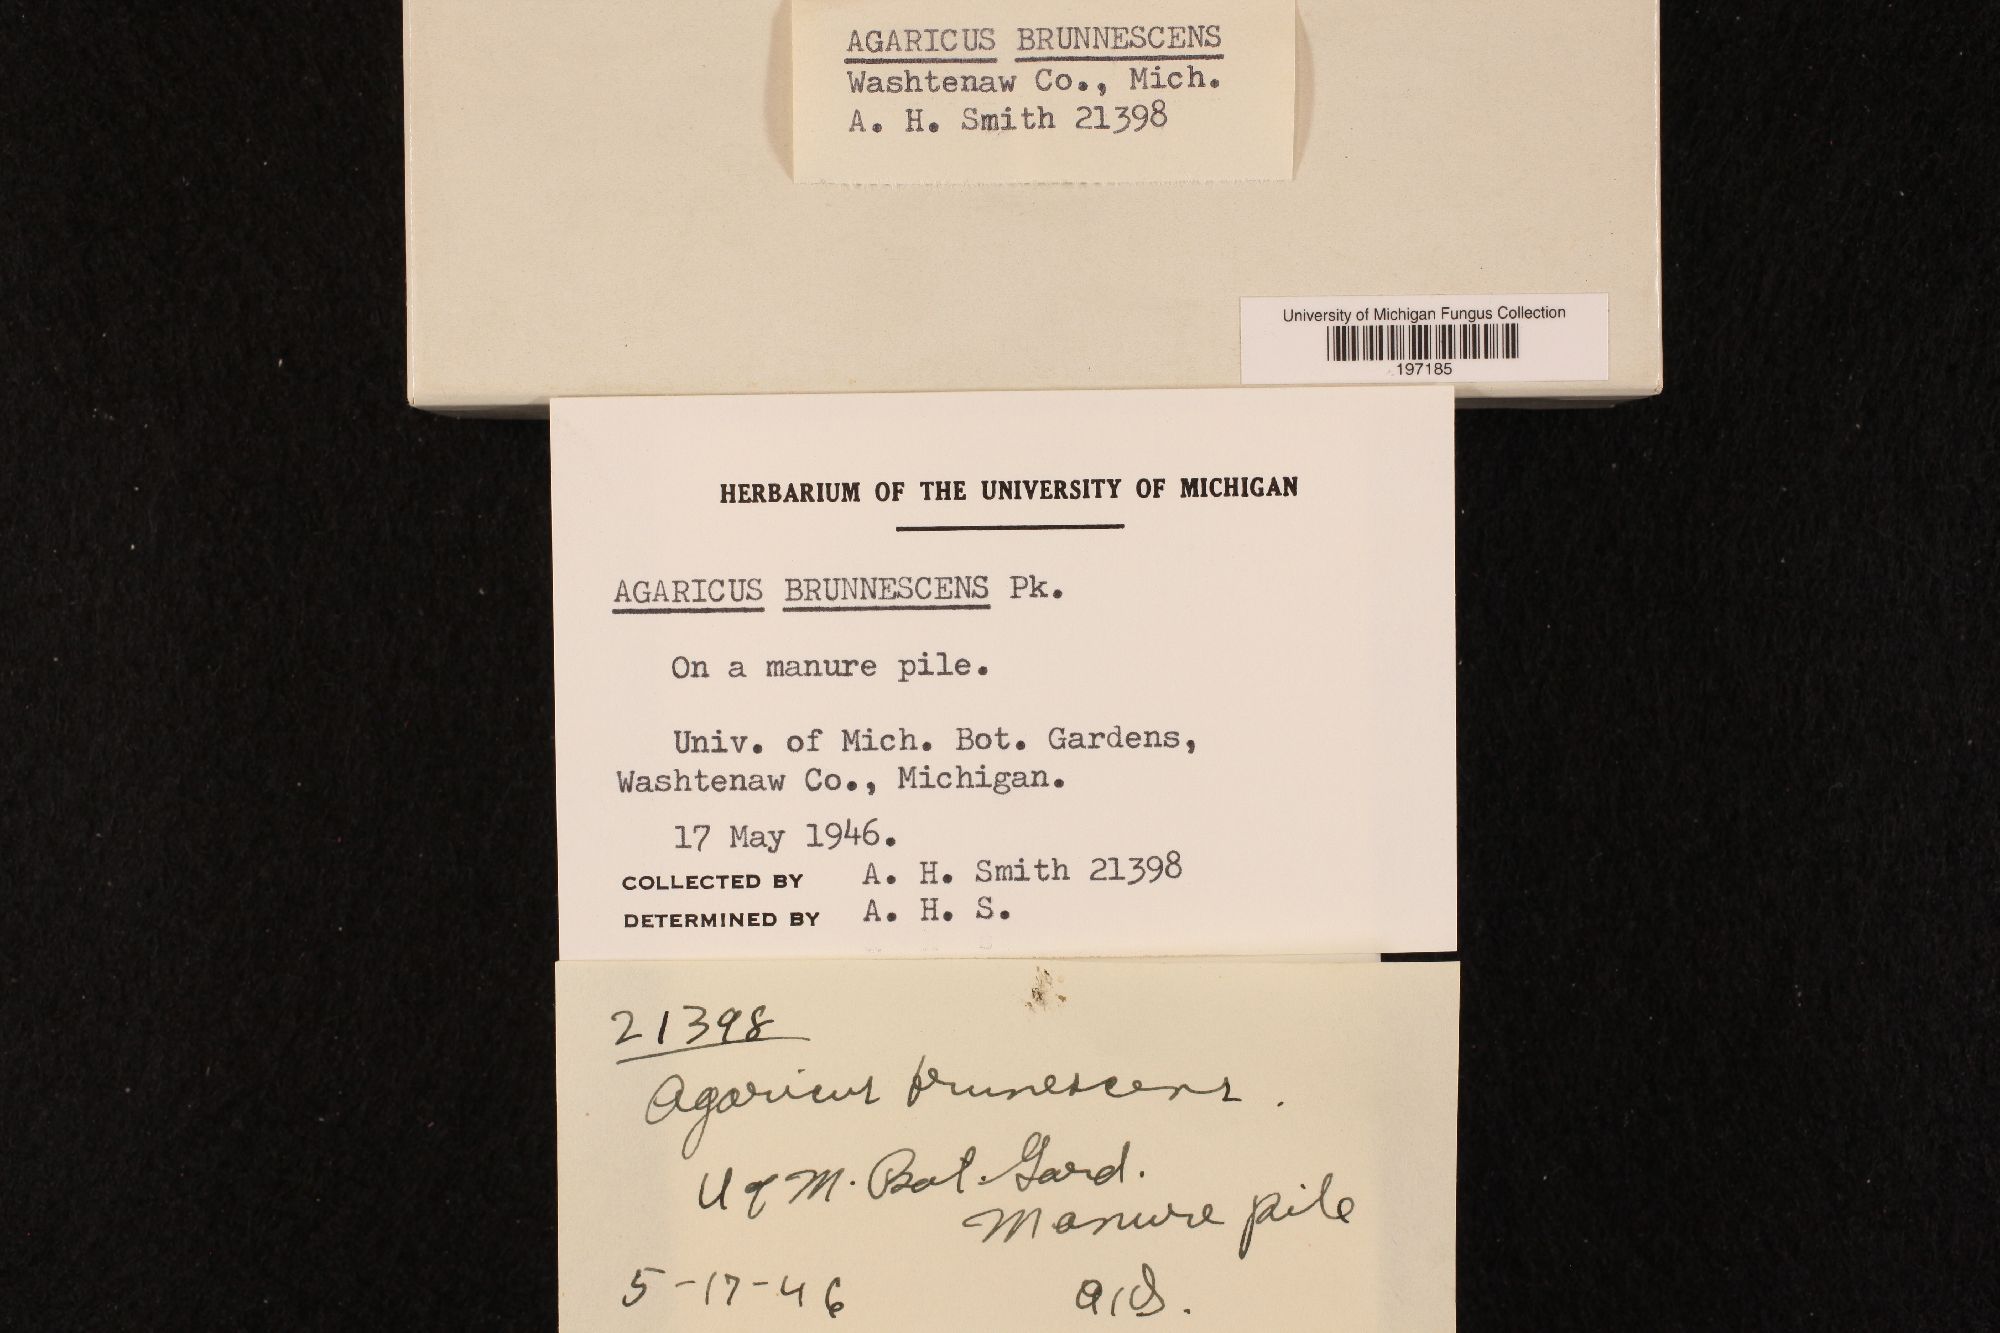 AGARICUS BRUNNESCENS
Washtenaw Co., Mich.
A. H. Smith 21398
University of Michigan Fungus Collection
197185
HERBARIUM OF THE UNIVERSITY OF MICHIGAN
AGARICUS BRUNNESCENS Pk.
On a manure pile.
Univ. of Mich. Bot. Gardens,
Washtenaw Co., Michigan.
17 May 1946.
COLLECTED BY A. H. Smith 21398
DETERMINED BY A. H. S.
21398
Agaricus brunescens.
U of M. Bot. Gard.
Manure pile
5-17-46